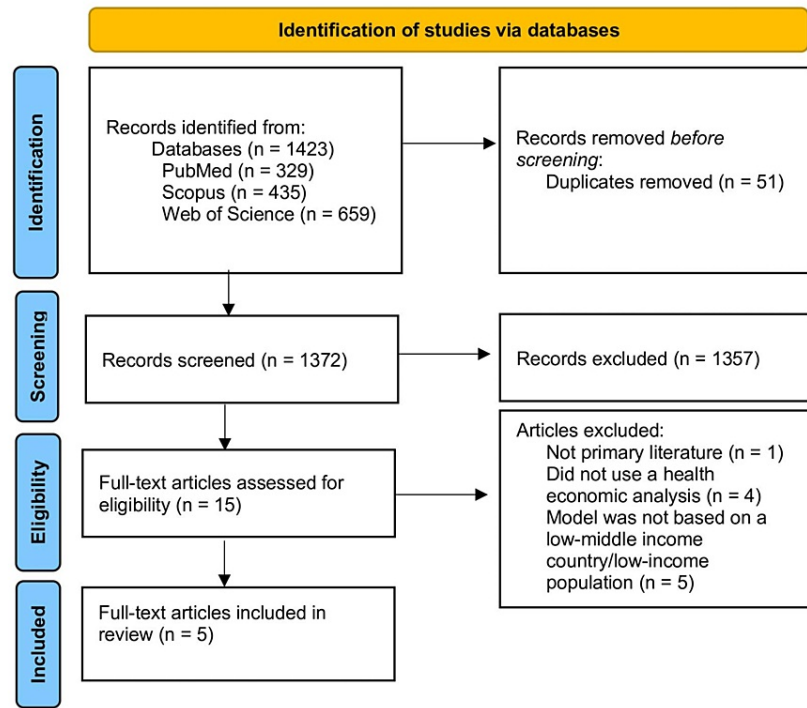 Identification of studies via databases
Identification
Records identified from:
Databases (n = 1423)
PubMed (n = 329)
Scopus (n = 435)
Web of Science (n = 659)
Records removed before
screening:
Duplicates removed (n = 51)
Screening
Records screened (n = 1372)
Records excluded (n = 1357)
Eligibility
Full-text articles assessed for
eligibility (n = 15)
Articles excluded:
Not primary literature (n = 1)
Did not use a health
economic analysis (n = 4)
Model was not based on a
low-middle income
country/low-income
population (n = 5)
Included
Full-text articles included in
review (n = 5)